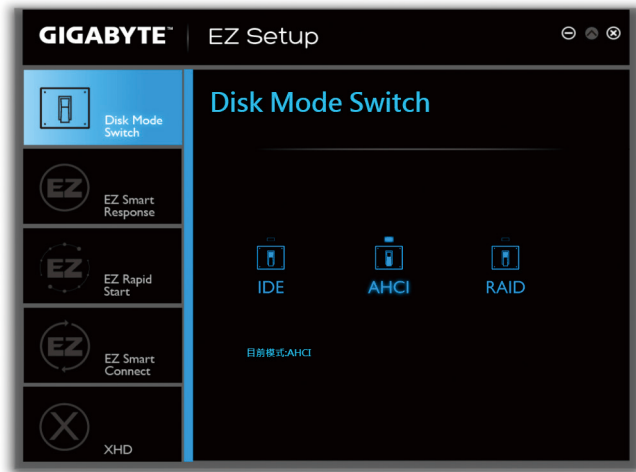 GIGABYTE™ EZ Setup
Disk Mode Switch
Disk Mode
Switch
EZ
EZ Smart
Response
EZ
EZ Rapid
Start
IDE AHCI RAID
EZ
EZ Smart
Connect
目前模式:AHCI
X
XHD